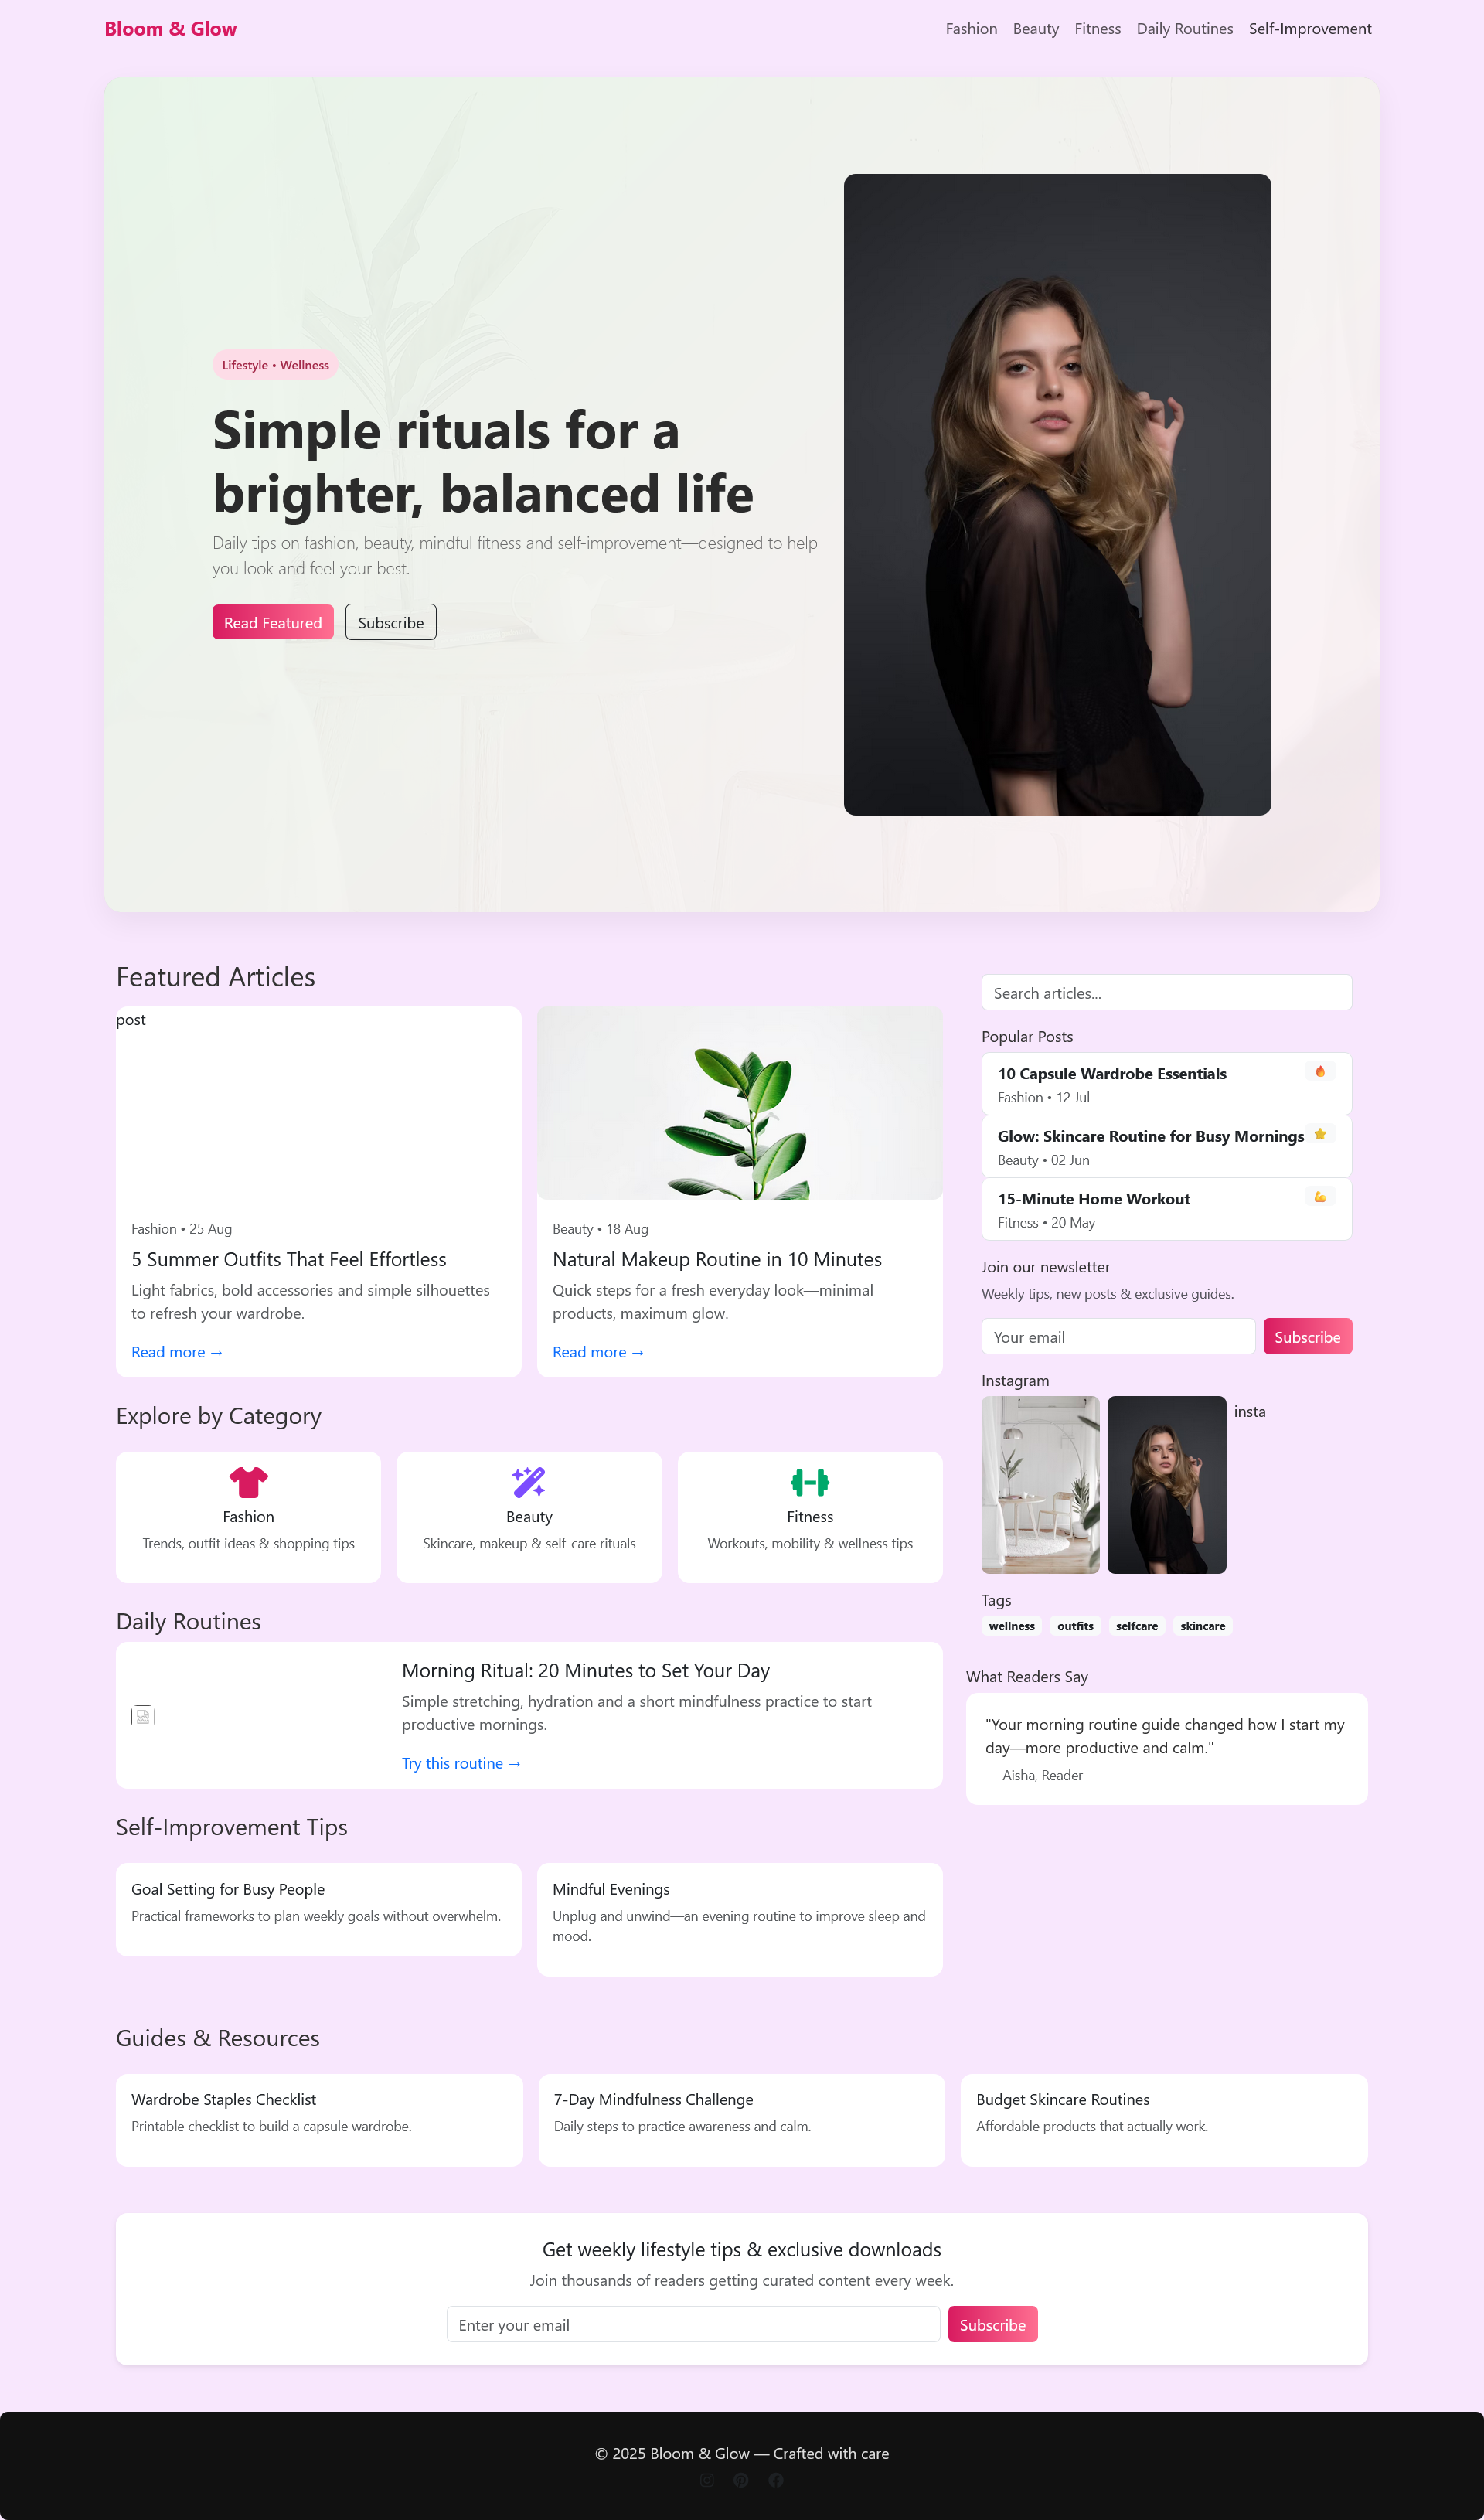 Bloom & Glow
Fashion
Beauty
Fitness
Daily Routines
Self-Improvement
Lifestyle • Wellness
Simple rituals for a
brighter, balanced life
Daily tips on fashion, beauty, mindful fitness and self-improvement—designed to help
you look and feel your best.
Read Featured
Subscribe
Featured Articles
post
Fashion • 25 Aug
5 Summer Outfits That Feel Effortless
Light fabrics, bold accessories and simple silhouettes
to refresh your wardrobe.
Read more →
Beauty • 18 Aug
Natural Makeup Routine in 10 Minutes
Quick steps for a fresh everyday look—minimal
products, maximum glow.
Read more →
Explore by Category
Fashion
Trends, outfit ideas & shopping tips
Beauty
Skincare, makeup & self-care rituals
Fitness
Workouts, mobility & wellness tips
Daily Routines
Morning Ritual: 20 Minutes to Set Your Day
Simple stretching, hydration and a short mindfulness practice to start
productive mornings.
Try this routine →
Self-Improvement Tips
Goal Setting for Busy People
Practical frameworks to plan weekly goals without overwhelm.
Mindful Evenings
Unplug and unwind—an evening routine to improve sleep and
mood.
Search articles...
Popular Posts
10 Capsule Wardrobe Essentials
Fashion • 12 Jul
Glow: Skincare Routine for Busy Mornings
Beauty • 02 Jun
15-Minute Home Workout
Fitness • 20 May
Join our newsletter
Weekly tips, new posts & exclusive guides.
Your email
Subscribe
Instagram
insta
Tags
wellness
outfits
selfcare
skincare
What Readers Say
"Your morning routine guide changed how I start my
day—more productive and calm."
— Aisha, Reader
Guides & Resources
Wardrobe Staples Checklist
Printable checklist to build a capsule wardrobe.
7-Day Mindfulness Challenge
Daily steps to practice awareness and calm.
Budget Skincare Routines
Affordable products that actually work.
Get weekly lifestyle tips & exclusive downloads
Join thousands of readers getting curated content every week.
Enter your email
Subscribe
© 2025 Bloom & Glow — Crafted with care